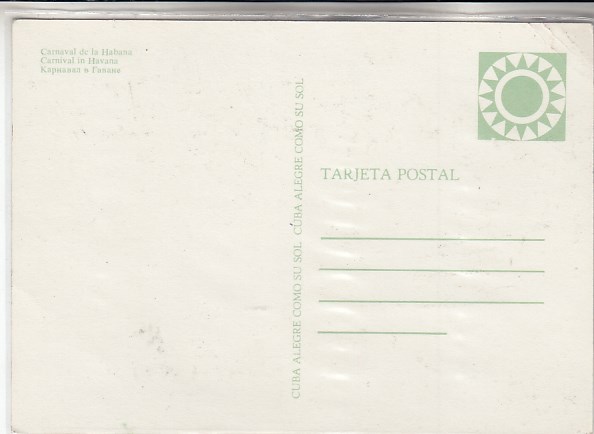 Carnaval de la Habana
Carnival in Havana
Карнавал в Гаване
CUBA ALEGRE COMO SU SOL CUBA ALEGRE COMO SU SOL
TARJETA POSTAL